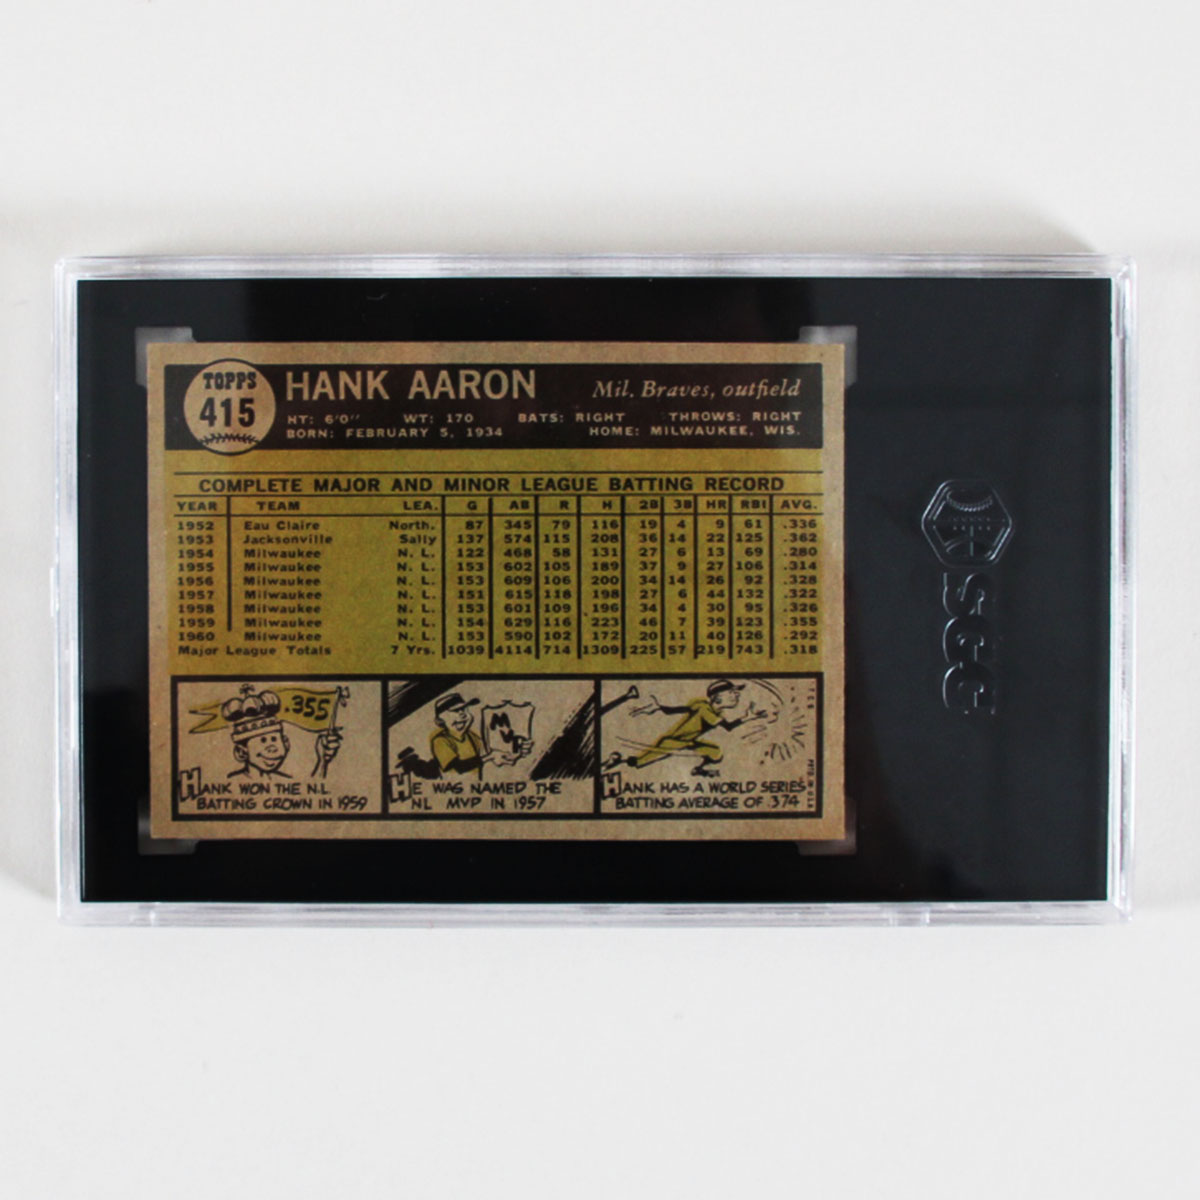 TOPPS
415
HANK AARON
Mil. Braves, outfield
HT: 6'0" WT: 170 BATS: RIGHT THROWS: RIGHT
BORN: FEBRUARY 5, 1934 HOME: MILWAUKEE, WIS.
COMPLETE MAJOR AND MINOR LEAGUE BATTING RECORD
YEAR TEAM LEA. G AB R H 2B 3B HR RBI AVG.
1952 Eau Claire North. 87 345 79 116 19 4 9 61 .336
1953 Jacksonville Sally 137 574 115 208 36 14 22 125 .362
1954 Milwaukee N. L. 122 468 58 131 27 6 13 69 .280
1955 Milwaukee N. L. 153 602 105 189 37 9 27 106 .314
1956 Milwaukee N. L. 153 609 106 200 34 14 26 92 .328
1957 Milwaukee N. L. 151 615 118 198 27 6 44 132 .322
1958 Milwaukee N. L. 153 601 109 196 34 4 30 95 .326
1959 Milwaukee N. L. 154 629 116 223 46 7 39 123 .355
1960 Milwaukee N. L. 153 590 102 172 20 11 40 126 .292
Major League Totals 7 Yrs. 1039 4114 714 1309 225 57 219 743 .318
.355
HANK WON THE N.L.
BATTING CROWN IN 1959
HE WAS NAMED THE
NL MVP IN 1957
HANK HAS A WORLD SERIES
BATTING AVERAGE OF .374
SGC